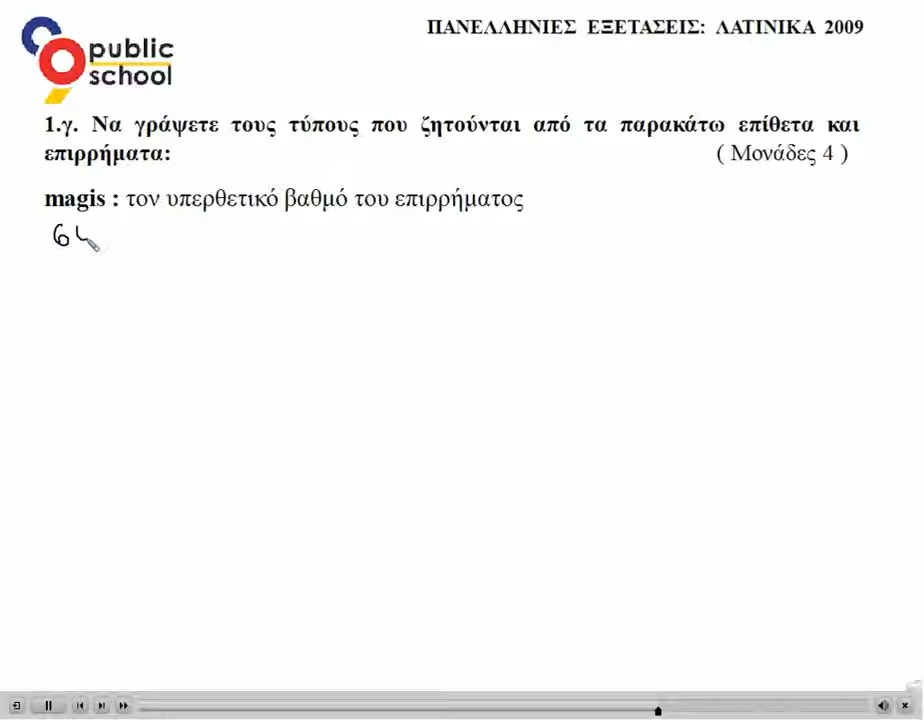 public
school
ΠΑΝΕΛΛΗΝΙΕΣ ΕΞΕΤΑΣΕΙΣ: ΛΑΤΙΝΙΚΑ 2009
1.γ. Να γράψετε τους τύπους που ζητούνται από τα παρακάτω επίθετα και
επιρρήματα: ( Μονάδες 4 )
magis : τον υπερθετικό βαθμό του επιρρήματος